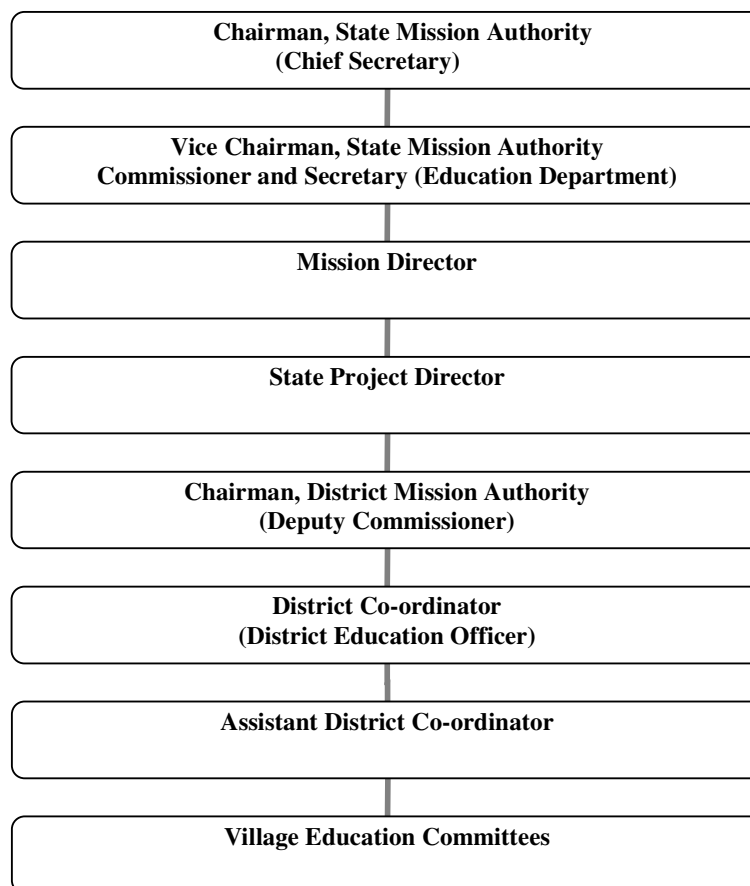 Chairman, State Mission Authority
(Chief Secretary)
Vice Chairman, State Mission Authority
Commissioner and Secretary (Education Department)
Mission Director
State Project Director
Chairman, District Mission Authority
(Deputy Commissioner)
District Co-ordinator
(District Education Officer)
Assistant District Co-ordinator
Village Education Committees